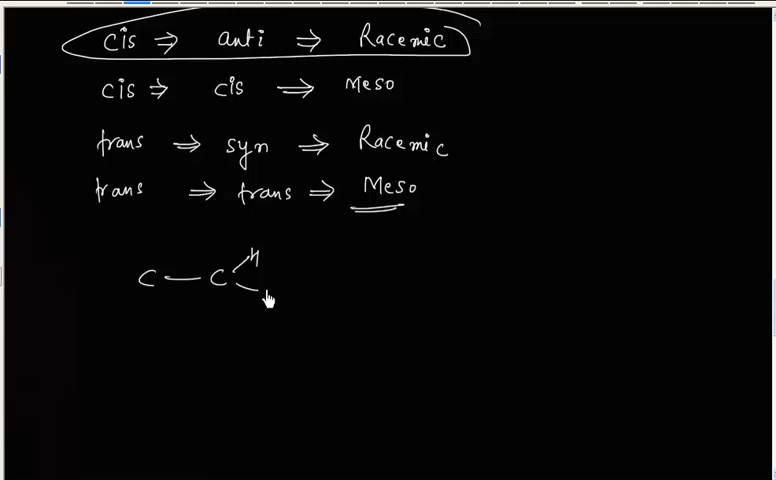 cis ⇒ anti ⇒ Racemic
cis ⇒ cis ⇒ Meso
trans ⇒ syn ⇒ Racemic
trans ⇒ trans ⇒ Meso
H
C — C